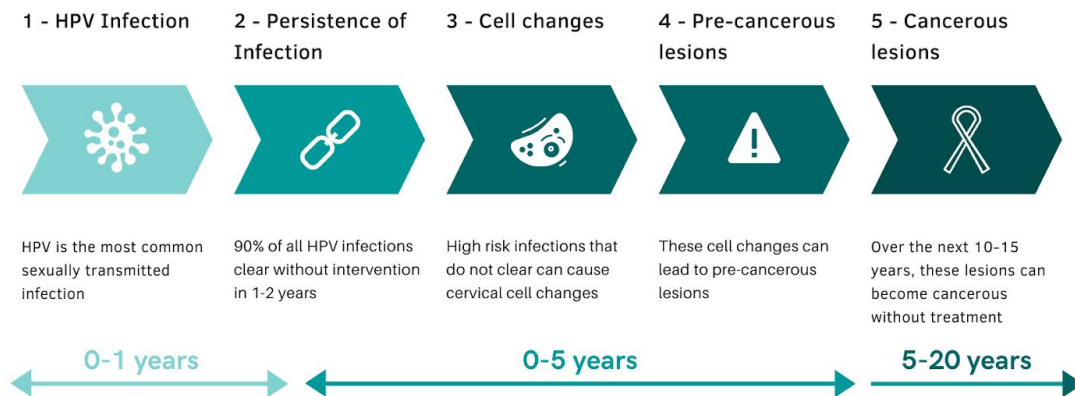 1 - HPV Infection
2 - Persistence of
Infection
3 - Cell changes
4 - Pre-cancerous
lesions
5 - Cancerous
lesions
HPV is the most common
sexually transmitted
infection
90% of all HPV infections
clear without intervention
in 1-2 years
High risk infections that
do not clear can cause
cervical cell changes
These cell changes can
lead to pre-cancerous
lesions
Over the next 10-15
years, these lesions can
become cancerous
without treatment
0-1 years
0-5 years
5-20 years